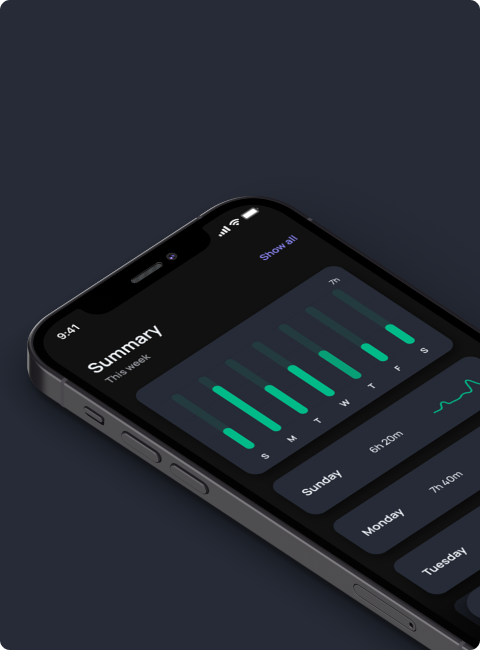 9:41
Show all
Summary
This week
7h
S M T W T F S
Sunday 6h 20m
Monday 7h 40m
Tuesday